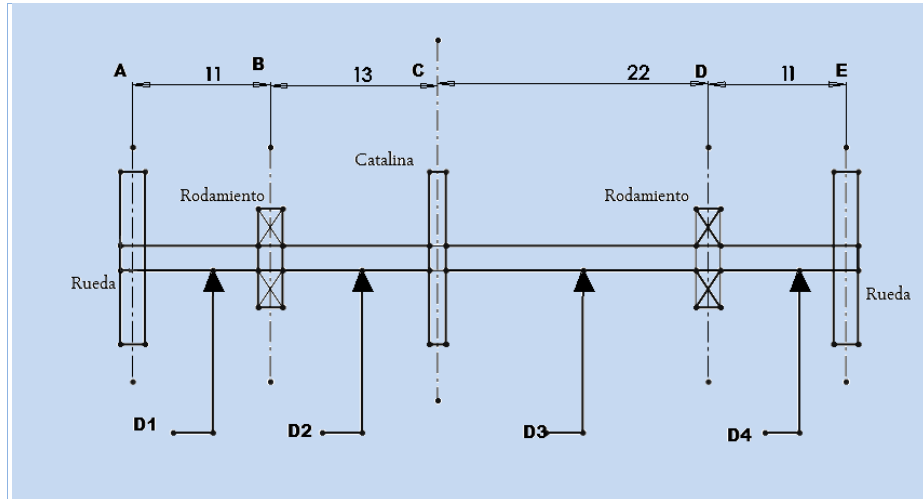 A 11 B 13 C 22 D 11 E
Catalina
Rodamiento Rodamiento
Rueda Rueda
D1 D2 D3 D4